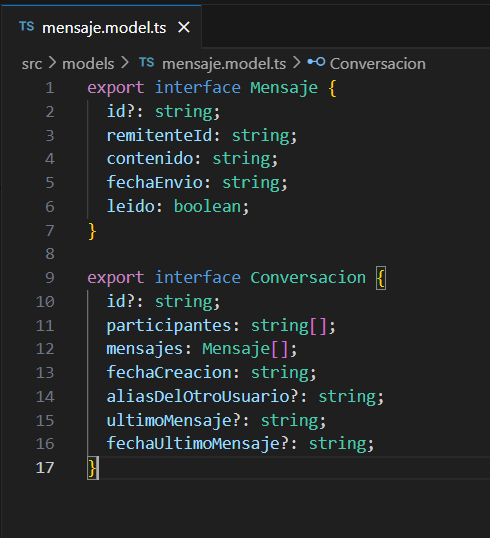 TS mensaje.model.ts ×
src > models > TS mensaje.model.ts > Conversacion
1 export interface Mensaje {
2 id?: string;
3 remitenteId: string;
4 contenido: string;
5 fechaEnvio: string;
6 leido: boolean;
7 }
8
9 export interface Conversacion {
10 id?: string;
11 participantes: string[];
12 mensajes: Mensaje[];
13 fechaCreacion: string;
14 aliasDelOtroUsuario?: string;
15 ultimoMensaje?: string;
16 fechaUltimoMensaje?: string;
17 }